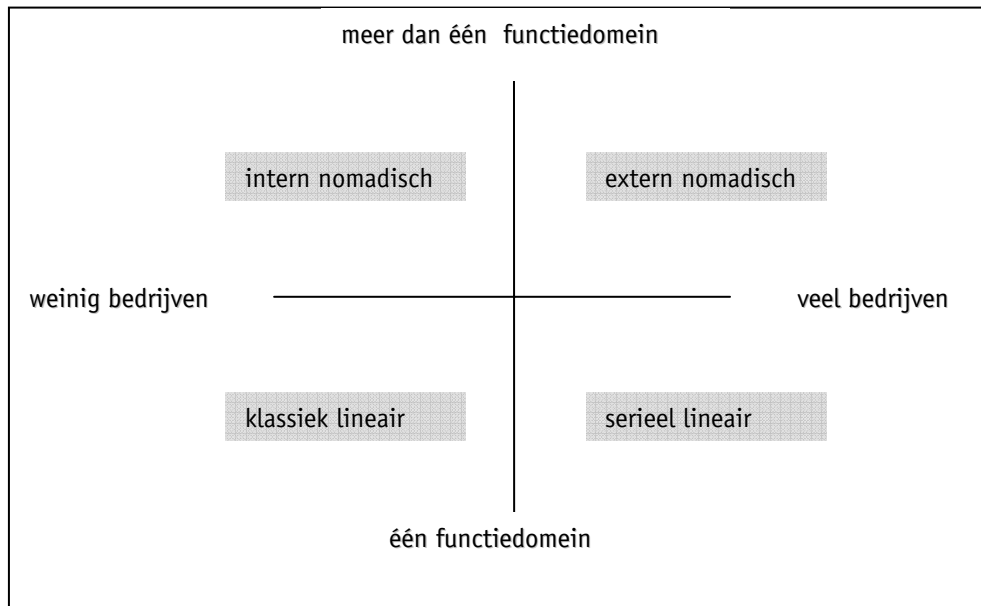 meer dan één functiedomein
intern nomadisch
extern nomadisch
weinig bedrijven
veel bedrijven
klassiek lineair
serieel lineair
één functiedomein